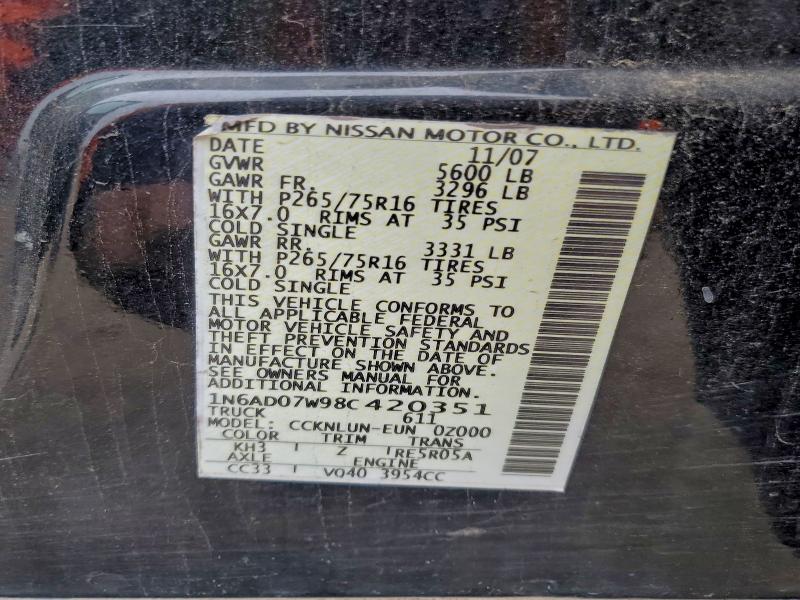 MFD BY NISSAN MOTOR CO., LTD.
DATE 11/07
GVWR 5600 LB
GAWR FR. 3296 LB
WITH P265/75R16 TIRES
16X7.0 RIMS AT 35 PSI
COLD SINGLE
GAWR RR. 3331 LB
WITH P265/75R16 TIRES
16X7.0 RIMS AT 35 PSI
COLD SINGLE
THIS VEHICLE CONFORMS TO
ALL APPLICABLE FEDERAL
MOTOR VEHICLE SAFETY AND
THEFT PREVENTION STANDARDS
IN EFFECT ON THE DATE OF
MANUFACTURE SHOWN ABOVE.
SEE OWNERS MANUAL FOR
ADDITIONAL INFORMATION.
1N6AD07W98C420351
TRUCK 611
MODEL: CCKNLUN-EUN 0Z000
COLOR TRIM TRANS
KH3 Z RE5R05A
AXLE ENGINE
CC33 VQ40 3954CC